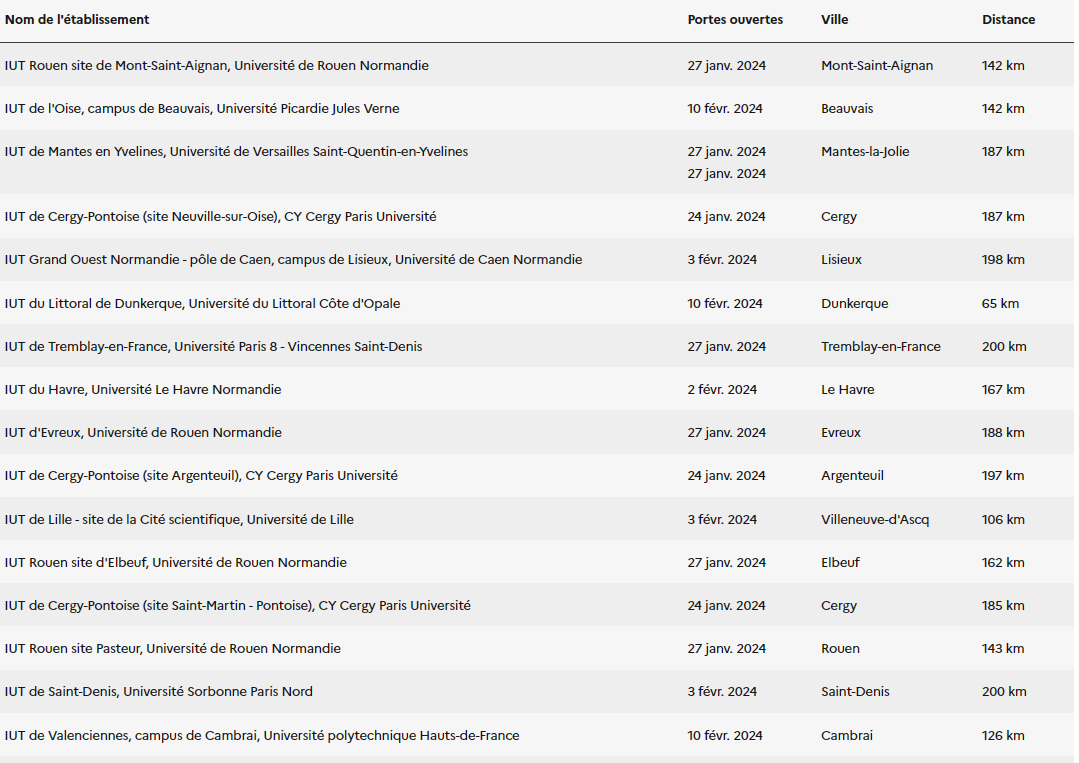 Nom de l'établissement Portes ouvertes Ville Distance
IUT Rouen site de Mont-Saint-Aignan, Université de Rouen Normandie 27 janv. 2024 Mont-Saint-Aignan 142 km
IUT de l'Oise, campus de Beauvais, Université Picardie Jules Verne 10 févr. 2024 Beauvais 142 km
IUT de Mantes en Yvelines, Université de Versailles Saint-Quentin-en-Yvelines 27 janv. 2024 Mantes-la-Jolie 187 km
27 janv. 2024
IUT de Cergy-Pontoise (site Neuville-sur-Oise), CY Cergy Paris Université 24 janv. 2024 Cergy 187 km
IUT Grand Ouest Normandie - pôle de Caen, campus de Lisieux, Université de Caen Normandie 3 févr. 2024 Lisieux 198 km
IUT du Littoral de Dunkerque, Université du Littoral Côte d'Opale 10 févr. 2024 Dunkerque 65 km
IUT de Tremblay-en-France, Université Paris 8 - Vincennes Saint-Denis 27 janv. 2024 Tremblay-en-France 200 km
IUT du Havre, Université Le Havre Normandie 2 févr. 2024 Le Havre 167 km
IUT d'Evreux, Université de Rouen Normandie 27 janv. 2024 Evreux 188 km
IUT de Cergy-Pontoise (site Argenteuil), CY Cergy Paris Université 24 janv. 2024 Argenteuil 197 km
IUT de Lille - site de la Cité scientifique, Université de Lille 3 févr. 2024 Villeneuve-d'Ascq 106 km
IUT Rouen site d'Elbeuf, Université de Rouen Normandie 27 janv. 2024 Elbeuf 162 km
IUT de Cergy-Pontoise (site Saint-Martin - Pontoise), CY Cergy Paris Université 24 janv. 2024 Cergy 185 km
IUT Rouen site Pasteur, Université de Rouen Normandie 27 janv. 2024 Rouen 143 km
IUT de Saint-Denis, Université Sorbonne Paris Nord 3 févr. 2024 Saint-Denis 200 km
IUT de Valenciennes, campus de Cambrai, Université polytechnique Hauts-de-France 10 févr. 2024 Cambrai 126 km